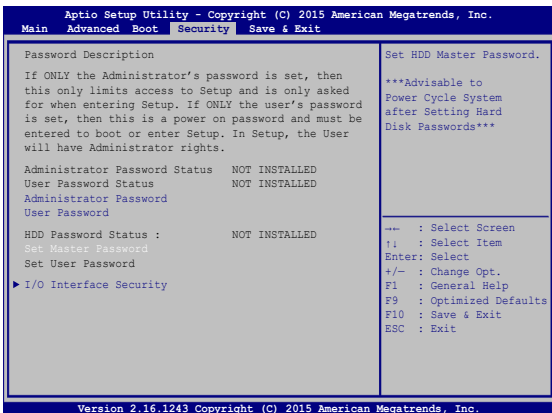 Aptio Setup Utility - Copyright (C) 2015 American Megatrends, Inc.
Main Advanced Boot Security Save & Exit
Password Description
If ONLY the Administrator's password is set, then
this only limits access to Setup and is only asked
for when entering Setup. If ONLY the user's password
is set, then this is a power on password and must be
entered to boot or enter Setup. In Setup, the User
will have Administrator rights.
Administrator Password Status NOT INSTALLED
User Password Status NOT INSTALLED
Administrator Password
User Password
HDD Password Status : NOT INSTALLED
Set Master Password
Set User Password
▶ I/O Interface Security
Set HDD Master Password.
***Advisable to
Power Cycle System
after Setting Hard
Disk Passwords***
→← : Select Screen
↑↓ : Select Item
Enter: Select
+/— : Change Opt.
F1 : General Help
F9 : Optimized Defaults
F10 : Save & Exit
ESC : Exit
Version 2.16.1243 Copyright (C) 2015 American Megatrends, Inc.